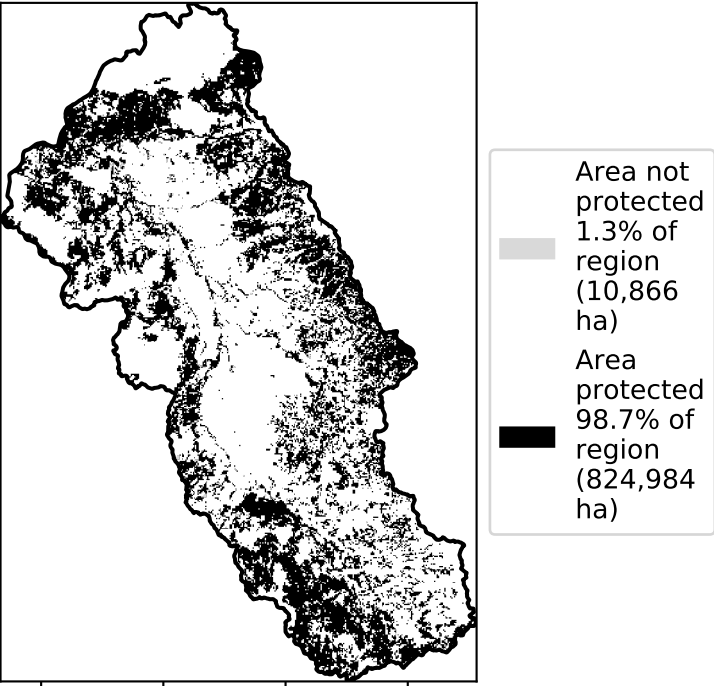 Area not
protected
1.3% of
region
(10,866
ha)
Area
protected
98.7% of
region
(824,984
ha)